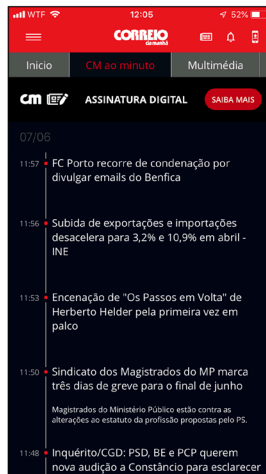 WTF 12:05 52%
CORREIO
da manhã
Inicio CM ao minuto Multimédia
CM ASSINATURA DIGITAL SAIBA MAIS
07/06
11:57 FC Porto recorre de condenação por
divulgar emails do Benfica
11:56 Subida de exportações e importações
desacelera para 3,2% e 10,9% em abril -
INE
11:53 Encenação de "Os Passos em Volta" de
Herberto Helder pela primeira vez em
palco
11:50 Sindicato dos Magistrados do MP marca
três dias de greve para o final de junho
Magistrados do Ministério Público estão contra as
alterações ao estatuto da profissão propostas pelo PS.
11:48 Inquérito/CGD: PSD, BE e PCP querem
nova audição a Constâncio para esclarecer